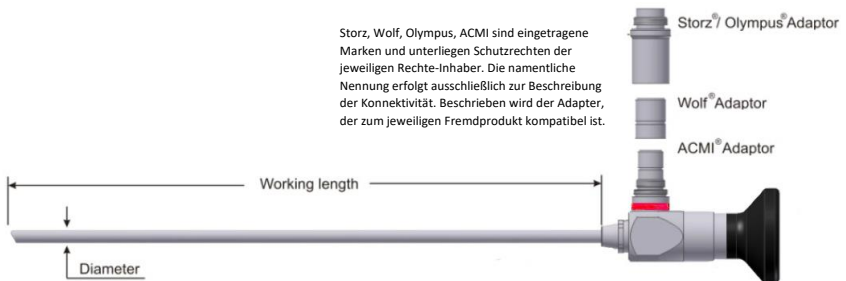 Storz, Wolf, Olympus, ACMI sind eingetragene
Marken und unterliegen Schutzrechten der
jeweiligen Rechte-Inhaber. Die namentliche
Nennung erfolgt ausschließlich zur Beschreibung
der Konnektivität. Beschrieben wird der Adapter,
der zum jeweiligen Fremdprodukt kompatibel ist.
Storz®/ Olympus®Adaptor
Wolf®Adaptor
ACMI®Adaptor
Working length
Diameter